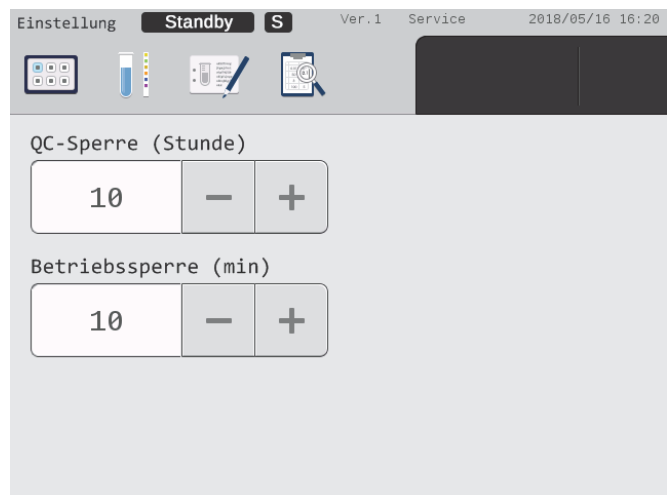 Einstellung Standby S Ver.1 Service 2018/05/16 16:20
QC-Sperre (Stunde)
10 − +
Betriebssperre (min)
10 − +